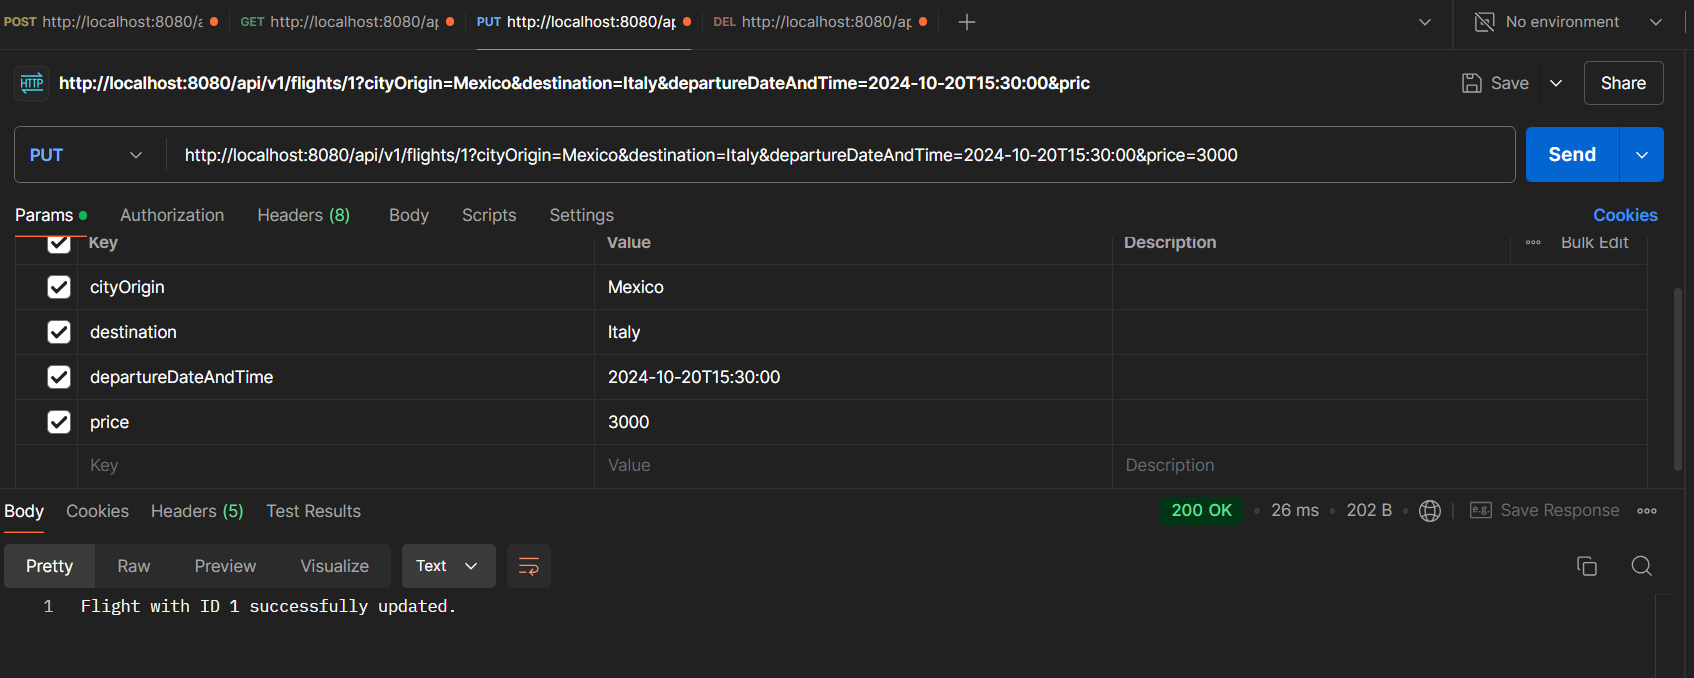 POST http://localhost:8080/a GET http://localhost:8080/ap PUT http://localhost:8080/ap DEL http://localhost:8080/ap No environment
HTTP http://localhost:8080/api/v1/flights/1?cityOrigin=Mexico&destination=Italy&departureDateAndTime=2024-10-20T15:30:00&pric Save Share
PUT http://localhost:8080/api/v1/flights/1?cityOrigin=Mexico&destination=Italy&departureDateAndTime=2024-10-20T15:30:00&price=3000 Send
Params Authorization Headers (8) Body Scripts Settings Cookies
Key Value Description Bulk Edit
cityOrigin Mexico
destination Italy
departureDateAndTime 2024-10-20T15:30:00
price 3000
Key Value Description
Body Cookies Headers (5) Test Results 200 OK 26 ms 202 B e.g. Save Response
Pretty Raw Preview Visualize Text
1 Flight with ID 1 successfully updated.